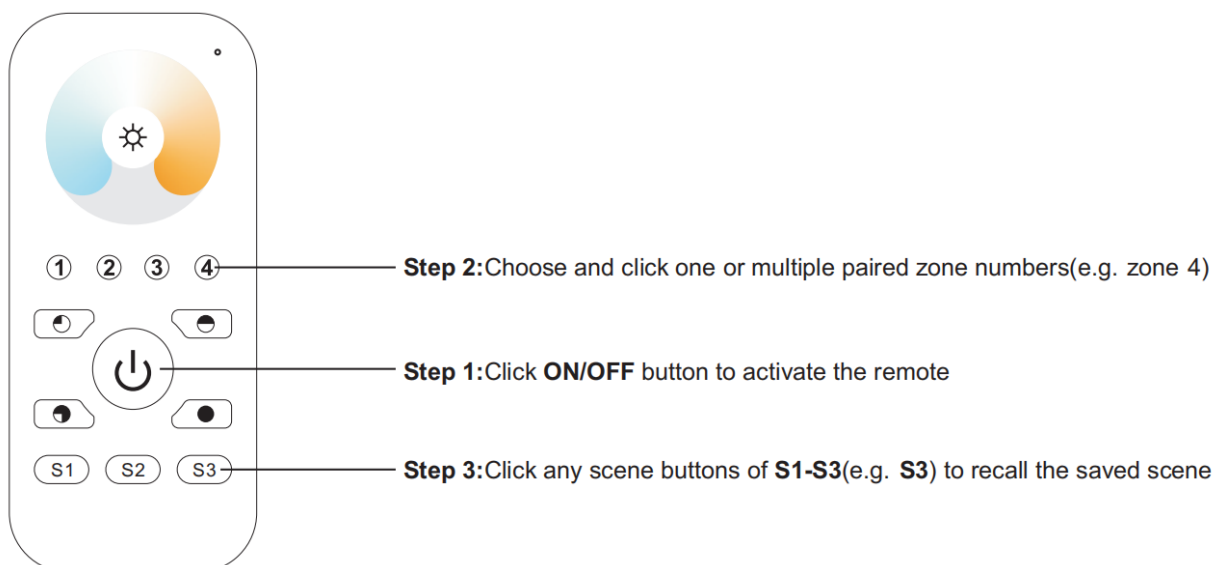 1 2 3 4
Step 2:Choose and click one or multiple paired zone numbers(e.g. zone 4)
Step 1:Click ON/OFF button to activate the remote
S1 S2 S3
Step 3:Click any scene buttons of S1-S3(e.g. S3) to recall the saved scene